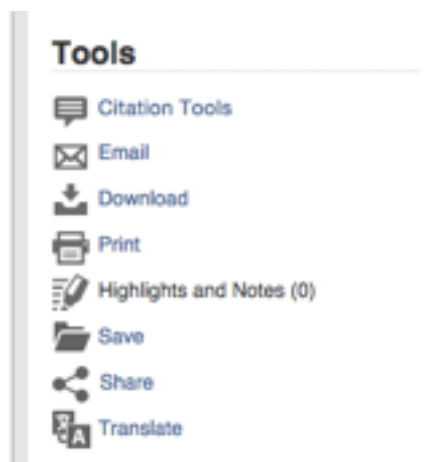 Tools
Citation Tools
Email
Download
Print
Highlights and Notes (0)
Save
Share
Translate